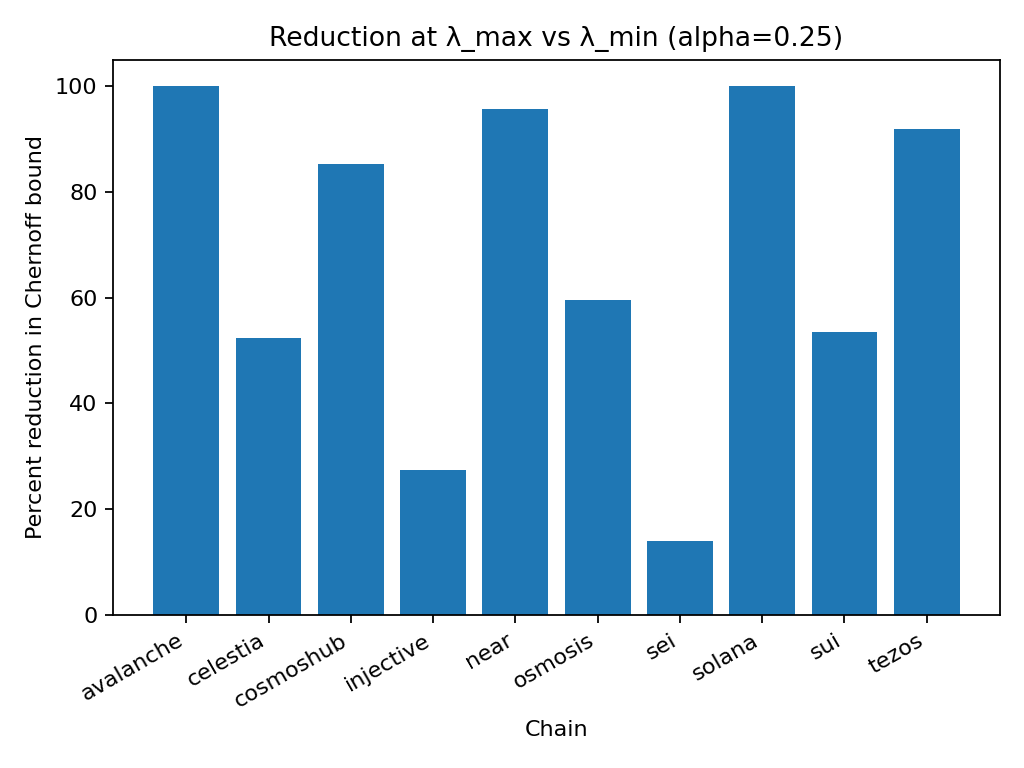 Reduction at λ_max vs λ_min (alpha=0.25)
Percent reduction in Chernoff bound
100
80
60
40
20
0
avalanche
celestia
cosmoshub
injective
near
osmosis
sei
solana
sui
tezos
Chain